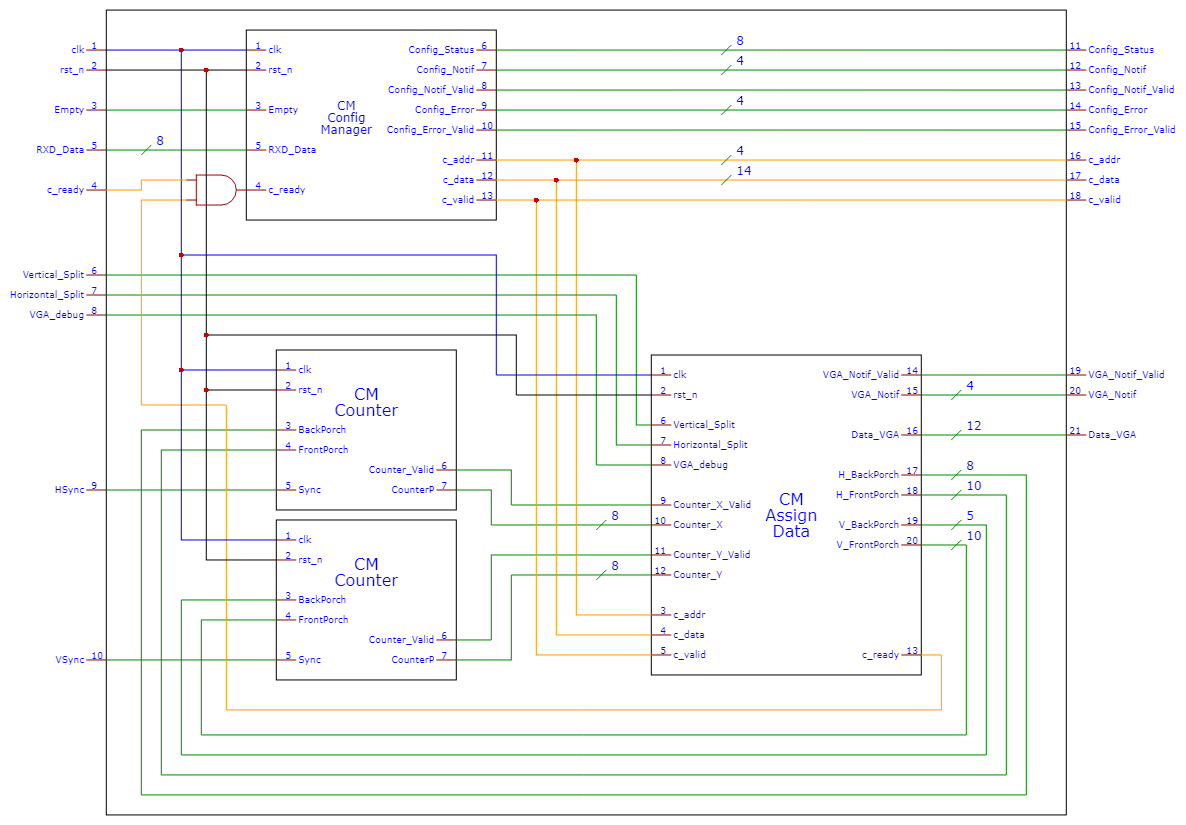 clk 1
rst_n 2
Empty 3
RXD_Data 5
8
c_ready 4
Vertical_Split 6
Horizontal_Split 7
VGA_debug 8
HSync 9
VSync 10
1 clk
2 rst_n
3 Empty
5 RXD_Data
4 c_ready
CM
Config
Manager
Config_Status 6
Config_Notif 7
Config_Notif_Valid 8
Config_Error 9
Config_Error_Valid 10
c_addr 11
c_data 12
c_valid 13
8
4
4
4
14
11 Config_Status
12 Config_Notif
13 Config_Notif_Valid
14 Config_Error
15 Config_Error_Valid
16 c_addr
17 c_data
18 c_valid
1 clk
2 rst_n
3 BackPorch
4 FrontPorch
5 Sync
CM
Counter
Counter_Valid 6
CounterP 7
8
1 clk
2 rst_n
3 BackPorch
4 FrontPorch
5 Sync
CM
Counter
Counter_Valid 6
CounterP 7
8
1 clk
2 rst_n
6 Vertical_Split
7 Horizontal_Split
8 VGA_debug
9 Counter_X_Valid
10 Counter_X
11 Counter_Y_Valid
12 Counter_Y
3 c_addr
4 c_data
5 c_valid
CM
Assign
Data
VGA_Notif_Valid 14
VGA_Notif 15
Data_VGA 16
H_BackPorch 17
H_FrontPorch 18
V_BackPorch 19
V_FrontPorch 20
c_ready 13
4
12
8
10
5
10
19 VGA_Notif_Valid
20 VGA_Notif
21 Data_VGA